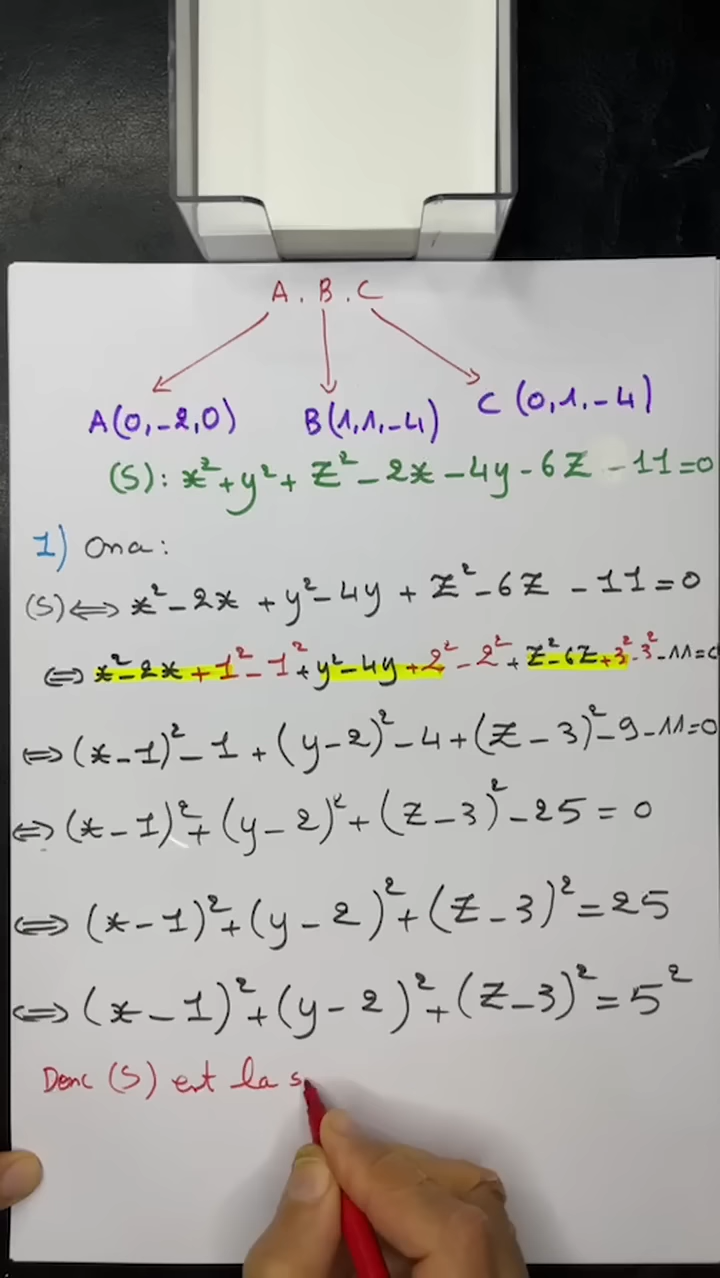 A . B . C
A(0,-2,0) B(1,1,-4) C(0,1,-4)
(S): x²+y²+z²-2x-4y-6z-11=0
1) On a :
(S)⟺x²-2x+y²-4y+z²-6z-11=0
⟺x²-2x+1²-1²+y²-4y+2²-2²+z²-6z+3²-3²-11=0
⟺(x-1)²-1+(y-2)²-4+(z-3)²-9-11=0
⟺(x-1)²+(y-2)²+(z-3)²-25=0
⟺(x-1)²+(y-2)²+(z-3)²=25
⟺(x-1)²+(y-2)²+(z-3)²=5²
Donc (S) est la s